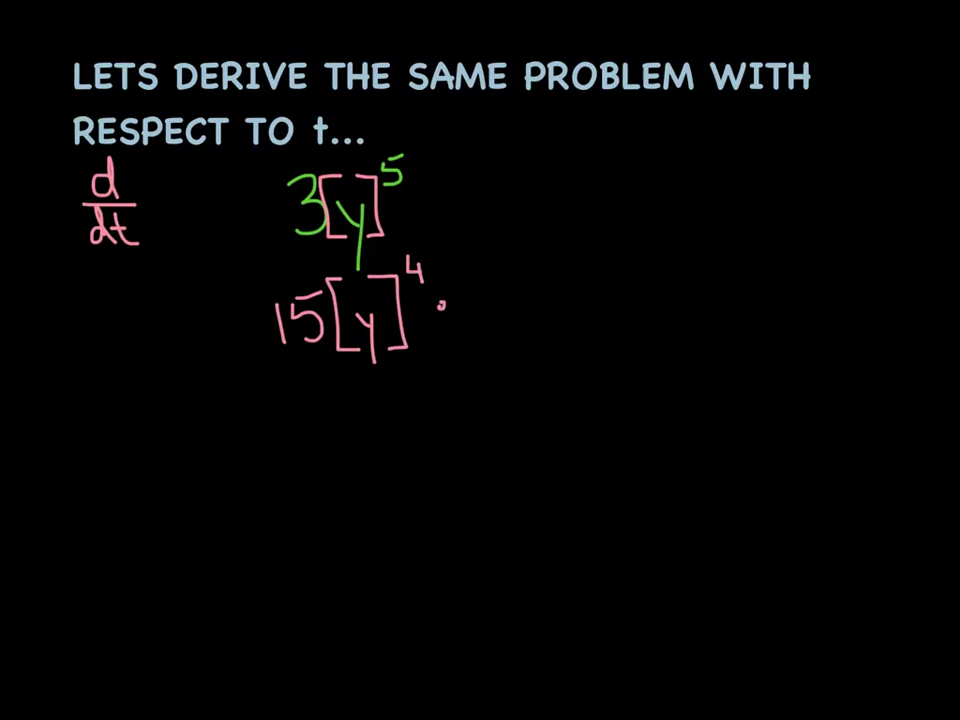 LETS DERIVE THE SAME PROBLEM WITH
RESPECT TO t...
d/dt 3[y]^5
15[y]^4 ·